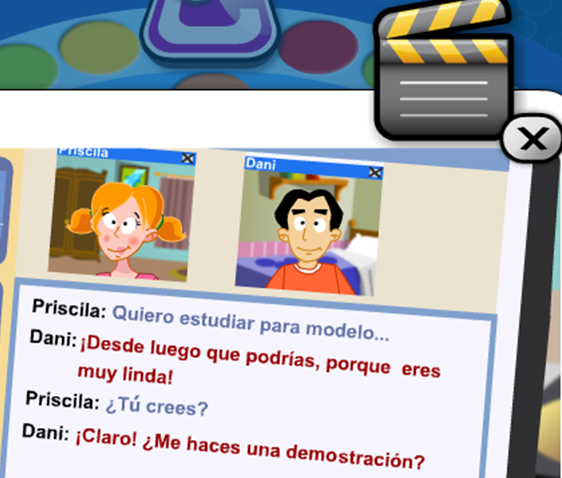 Priscila
Dani
Priscila: Quiero estudiar para modelo...
Dani: ¡Desde luego que podrías, porque eres
muy linda!
Priscila: ¿Tú crees?
Dani: ¡Claro! ¿Me haces una demostración?